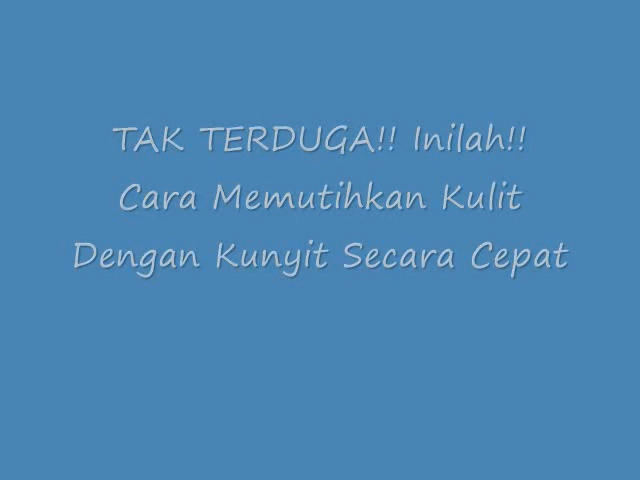 TAK TERDUGA!! Inilah!!
Cara Memutihkan Kulit
Dengan Kunyit Secara Cepat